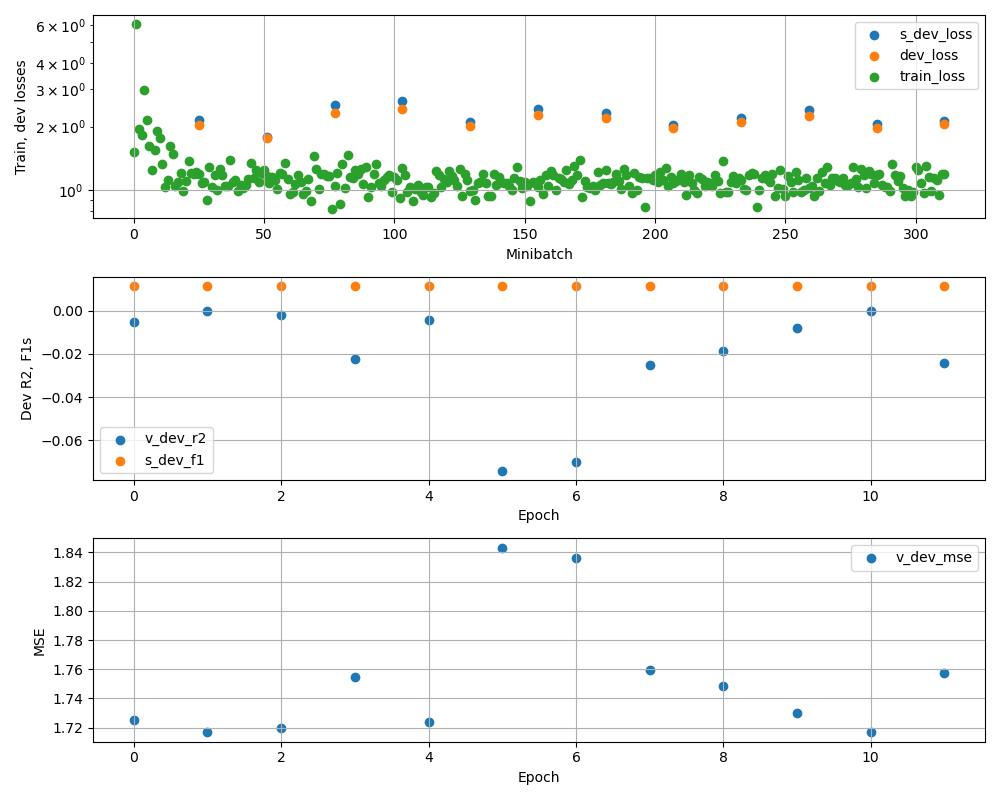 6 × 10⁰
4 × 10⁰
3 × 10⁰
2 × 10⁰
10⁰
Train, dev losses
s_dev_loss
dev_loss
train_loss
0 50 100 150 200 250 300
Minibatch
0.00
−0.02
−0.04
−0.06
Dev R2, F1s
v_dev_r2
s_dev_f1
0 2 4 6 8 10
Epoch
1.84
1.82
1.80
1.78
1.76
1.74
1.72
MSE
v_dev_mse
0 2 4 6 8 10
Epoch